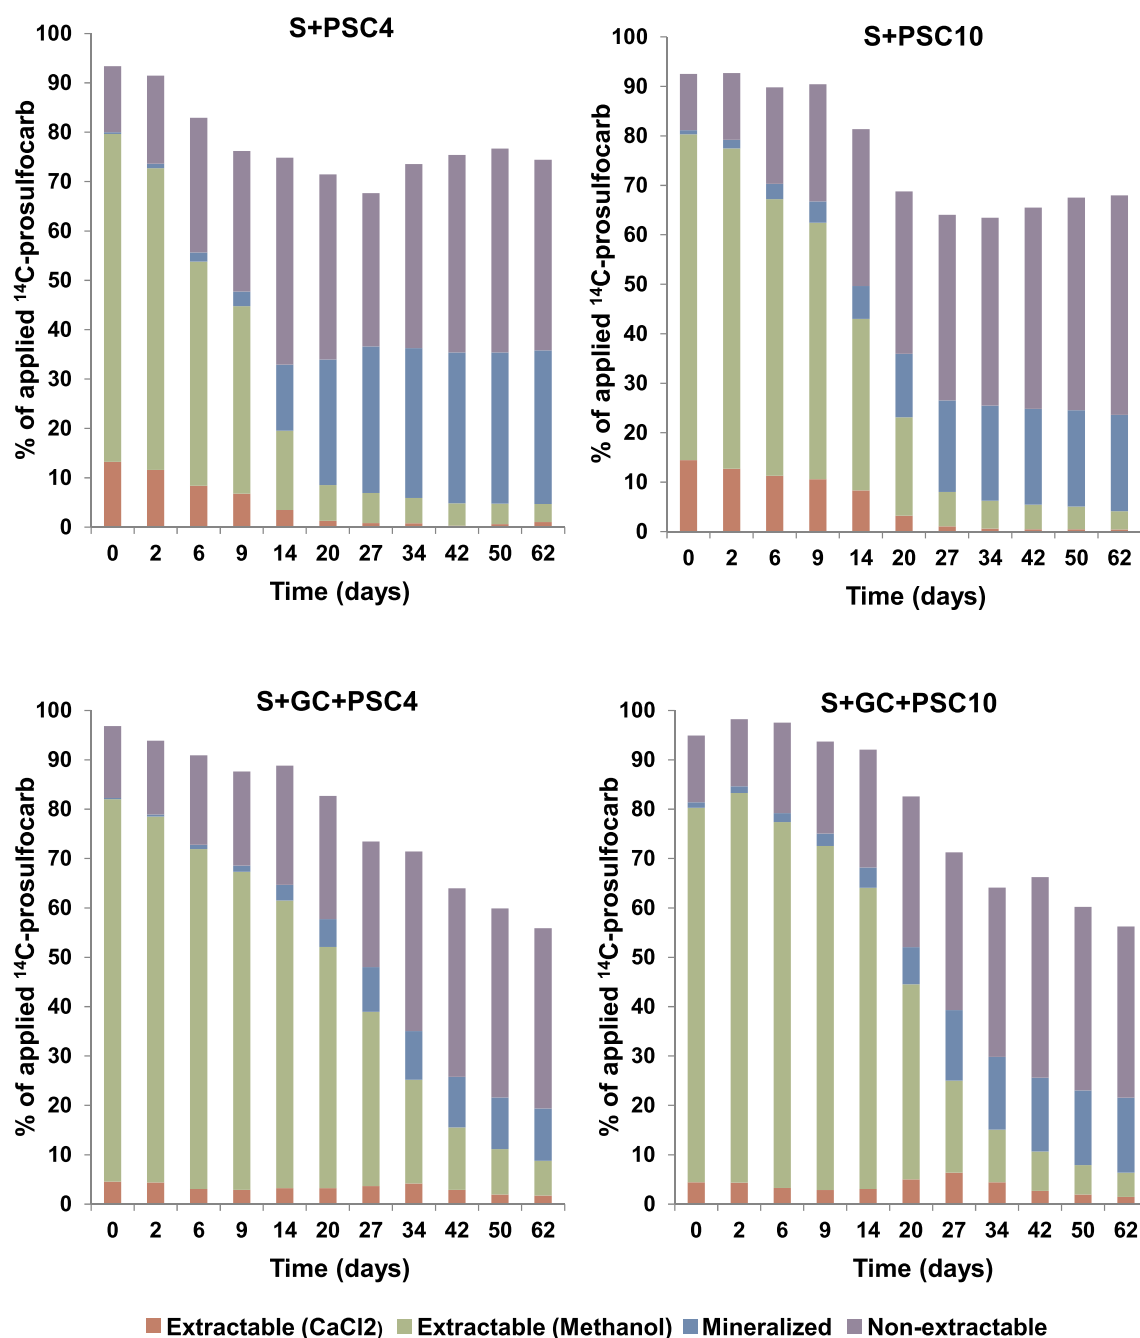 S+PSC4
% of applied ¹⁴C-prosulfocarb
100
90
80
70
60
50
40
30
20
10
0
0 2 6 9 14 20 27 34 42 50 62
Time (days)
S+PSC10
% of applied ¹⁴C-prosulfocarb
100
90
80
70
60
50
40
30
20
10
0
0 2 6 9 14 20 27 34 42 50 62
Time (days)
S+GC+PSC4
% of applied ¹⁴C-prosulfocarb
100
90
80
70
60
50
40
30
20
10
0
0 2 6 9 14 20 27 34 42 50 62
Time (days)
S+GC+PSC10
% of applied ¹⁴C-prosulfocarb
100
90
80
70
60
50
40
30
20
10
0
0 2 6 9 14 20 27 34 42 50 62
Time (days)
Extractable (CaCl2) Extractable (Methanol) Mineralized Non-extractable